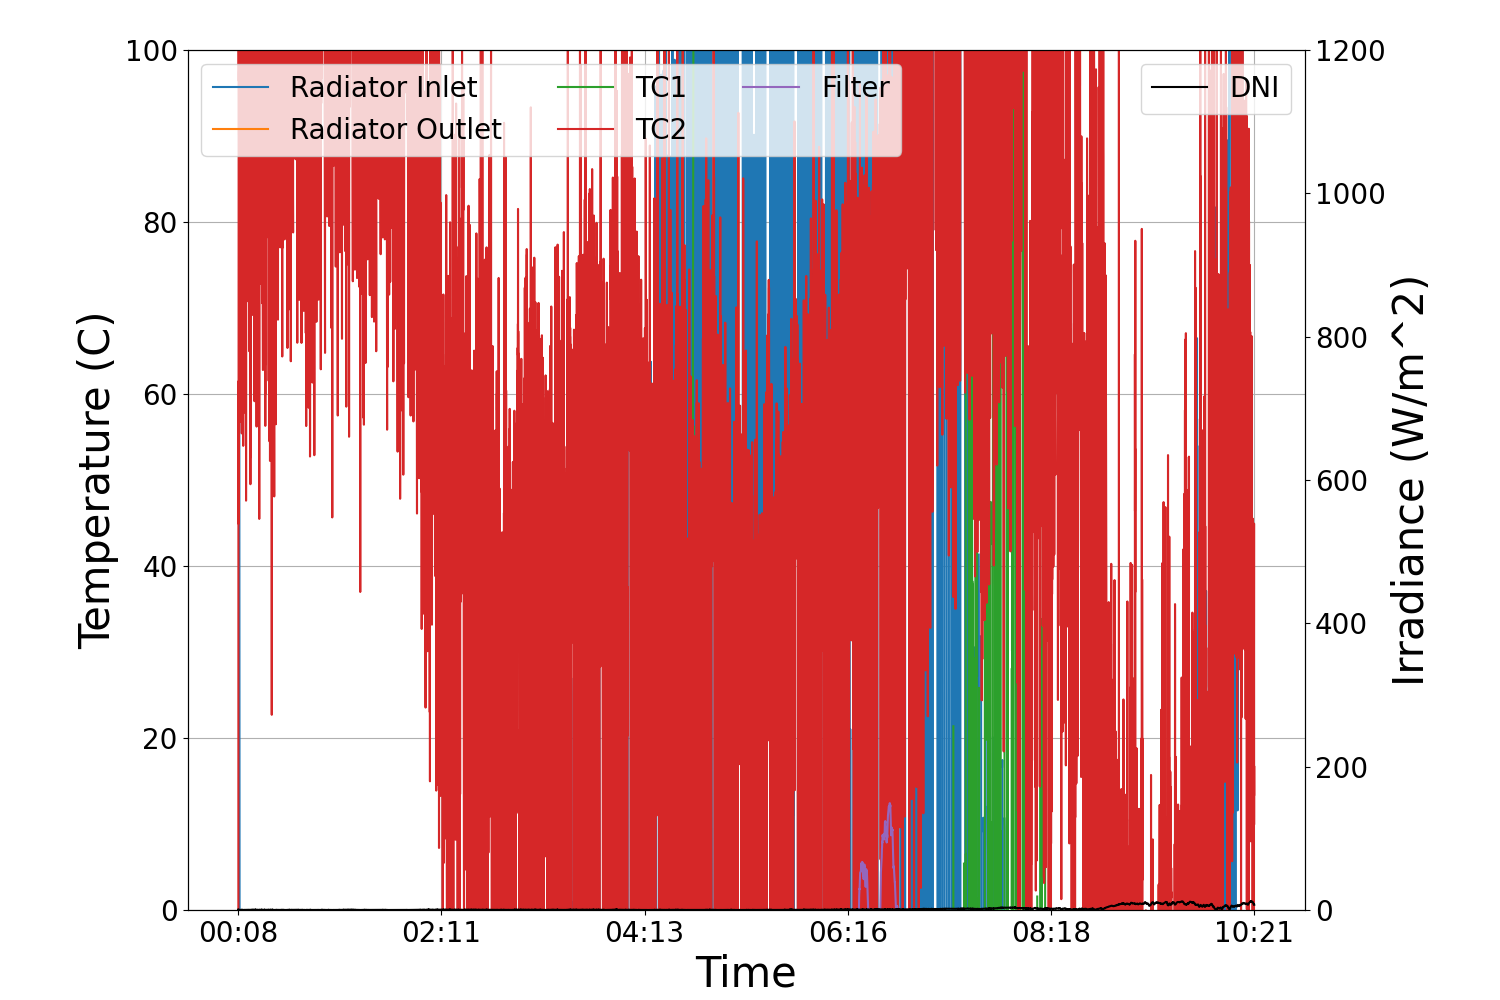 Radiator Inlet
Radiator Outlet
TC1
TC2
Filter
DNI
Temperature (C)
100
80
60
40
20
0
1200
1000
800
600
400
200
0
Irradiance (W/m^2)
00:08 02:11 04:13 06:16 08:18 10:21
Time